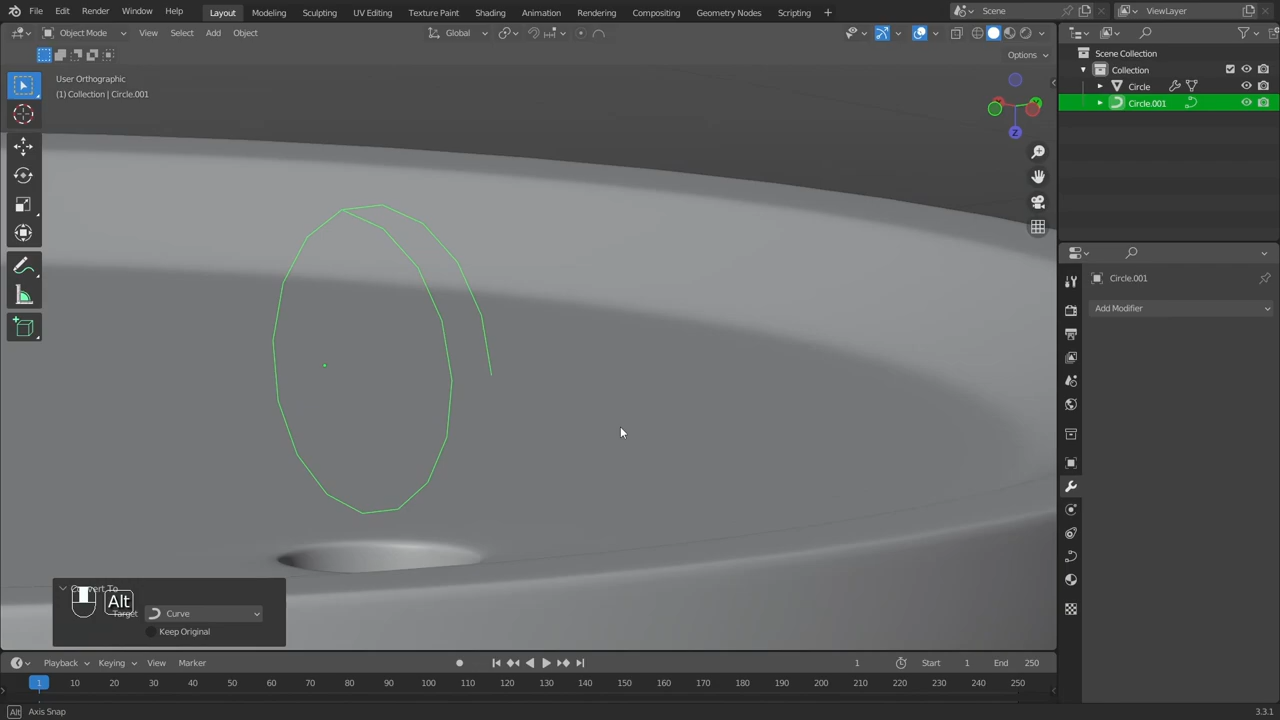 File Edit Render Window Help Layout Modeling Sculpting UV Editing Texture Paint Shading Animation Rendering Compositing Geometry Nodes Scripting + Scene ViewLayer
Object Mode View Select Add Object Global
Options
User Orthographic
(1) Collection | Circle.001
Z
Scene Collection
Collection
Circle
Circle.001
Circle.001
Add Modifier
Convert To
Alt
Target Curve
Keep Original
Playback Keying View Marker 1 Start 1 End 250
1 10 20 30 40 50 60 70 80 90 100 110 120 130 140 150 160 170 180 190 200 210 220 230 240 250
Alt Axis Snap 3.3.1